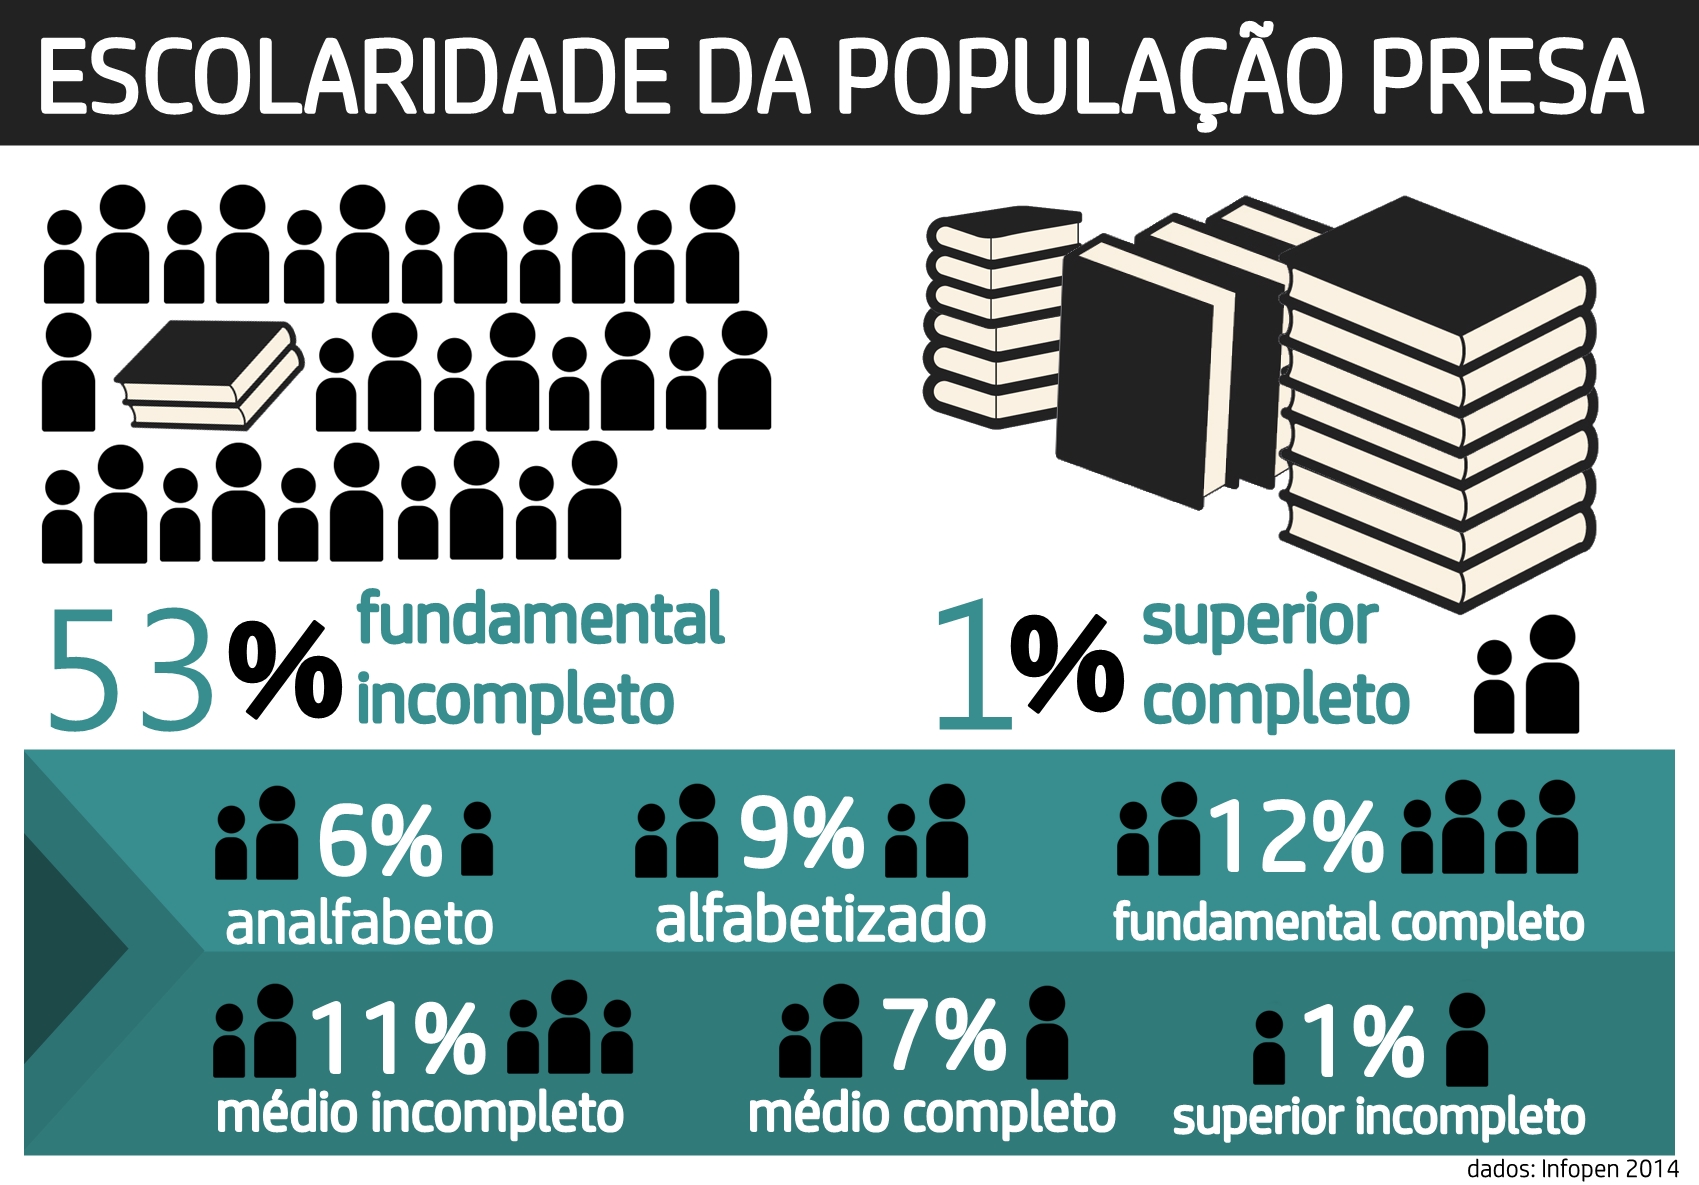 ESCOLARIDADE DA POPULAÇÃO PRESA
53% fundamental
incompleto
1% superior
completo
6%
analfabeto
9%
alfabetizado
12%
fundamental completo
11%
médio incompleto
7%
médio completo
1%
superior incompleto
dados: Infopen 2014